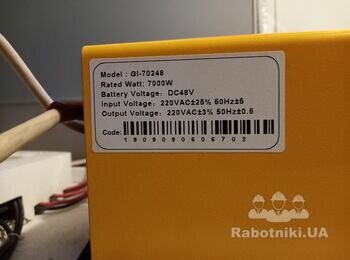 Model : GI-70248
Rated Watt: 7000W
Battery Voltage: DC48V
Input Voltage: 220VAC±25% 50Hz±5
Output Voltage: 220VAC±3% 50Hz±0.5
Code:
1909090606702
Rabotniki.UA